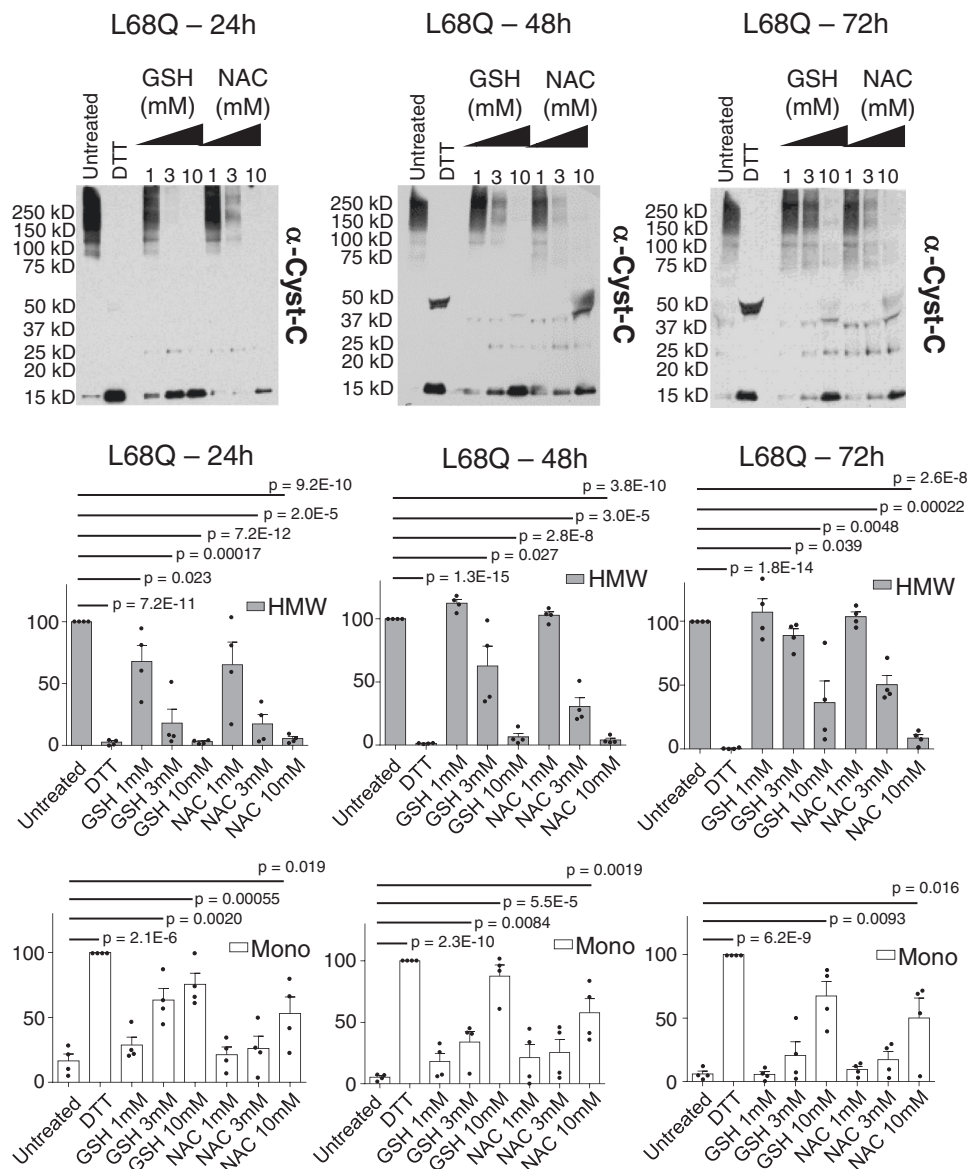 L68Q – 24h
L68Q – 48h
L68Q – 72h
Untreated
DTT
GSH
(mM)
NAC
(mM)
1 3 10 1 3 10
250 kD
150 kD
100 kD
75 kD
50 kD
37 kD
25 kD
20 kD
15 kD
α-Cyst-C
Untreated
DTT
GSH
(mM)
NAC
(mM)
1 3 10 1 3 10
250 kD
150 kD
100 kD
75 kD
50 kD
37 kD
25 kD
20 kD
15 kD
α-Cyst-C
Untreated
DTT
GSH
(mM)
NAC
(mM)
1 3 10 1 3 10
250 kD
150 kD
100 kD
75 kD
50 kD
37 kD
25 kD
20 kD
15 kD
α-Cyst-C
L68Q – 24h
p = 9.2E-10
p = 2.0E-5
p = 7.2E-12
p = 0.00017
p = 0.023
p = 7.2E-11
HMW
100
50
0
Untreated
DTT
GSH 1mM
GSH 3mM
GSH 10mM
NAC 1mM
NAC 3mM
NAC 10mM
L68Q – 48h
p = 3.8E-10
p = 3.0E-5
p = 2.8E-8
p = 0.027
p = 1.3E-15
HMW
100
50
0
Untreated
DTT
GSH 1mM
GSH 3mM
GSH 10mM
NAC 1mM
NAC 3mM
NAC 10mM
L68Q – 72h
p = 2.6E-8
p = 0.00022
p = 0.0048
p = 0.039
p = 1.8E-14
HMW
100
50
0
Untreated
DTT
GSH 1mM
GSH 3mM
GSH 10mM
NAC 1mM
NAC 3mM
NAC 10mM
p = 0.019
p = 0.00055
p = 0.0020
p = 2.1E-6
Mono
100
50
0
Untreated
DTT
GSH 1mM
GSH 3mM
GSH 10mM
NAC 1mM
NAC 3mM
NAC 10mM
p = 0.0019
p = 5.5E-5
p = 0.0084
p = 2.3E-10
Mono
100
50
0
Untreated
DTT
GSH 1mM
GSH 3mM
GSH 10mM
NAC 1mM
NAC 3mM
NAC 10mM
p = 0.016
p = 0.0093
p = 6.2E-9
Mono
100
50
0
Untreated
DTT
GSH 1mM
GSH 3mM
GSH 10mM
NAC 1mM
NAC 3mM
NAC 10mM